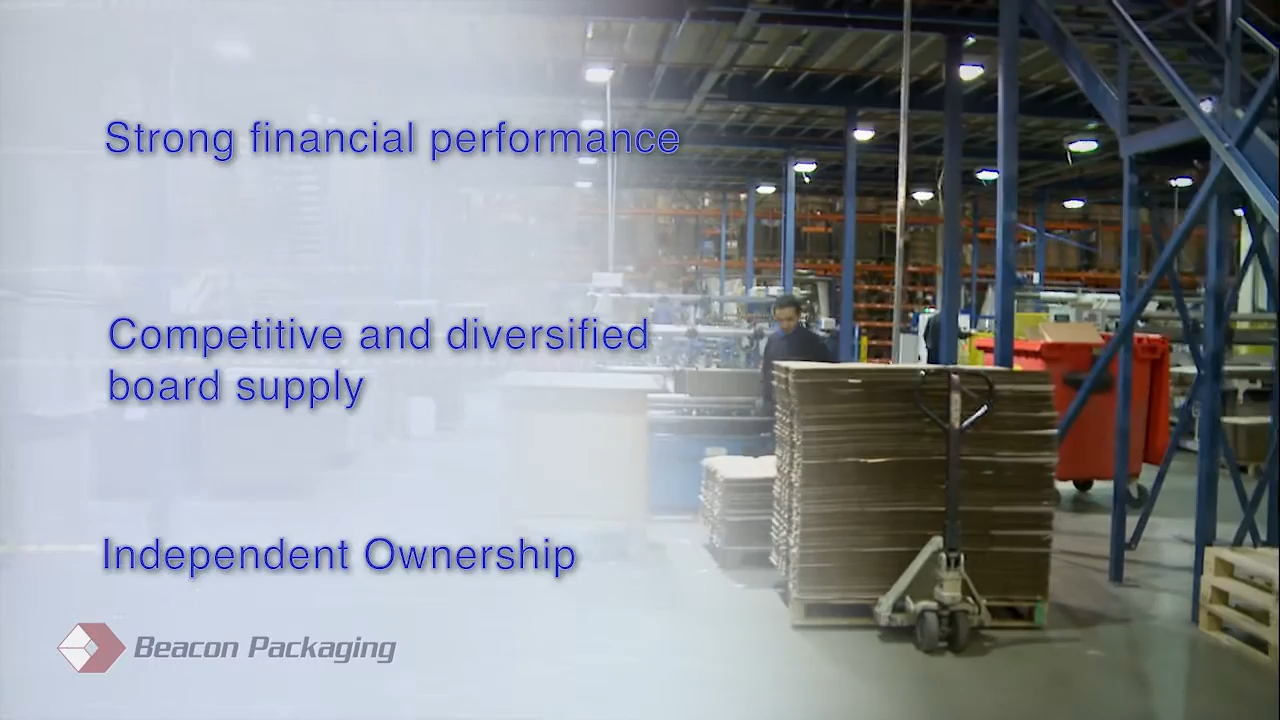 Strong financial performance
Competitive and diversified
board supply
Independent Ownership
Beacon Packaging